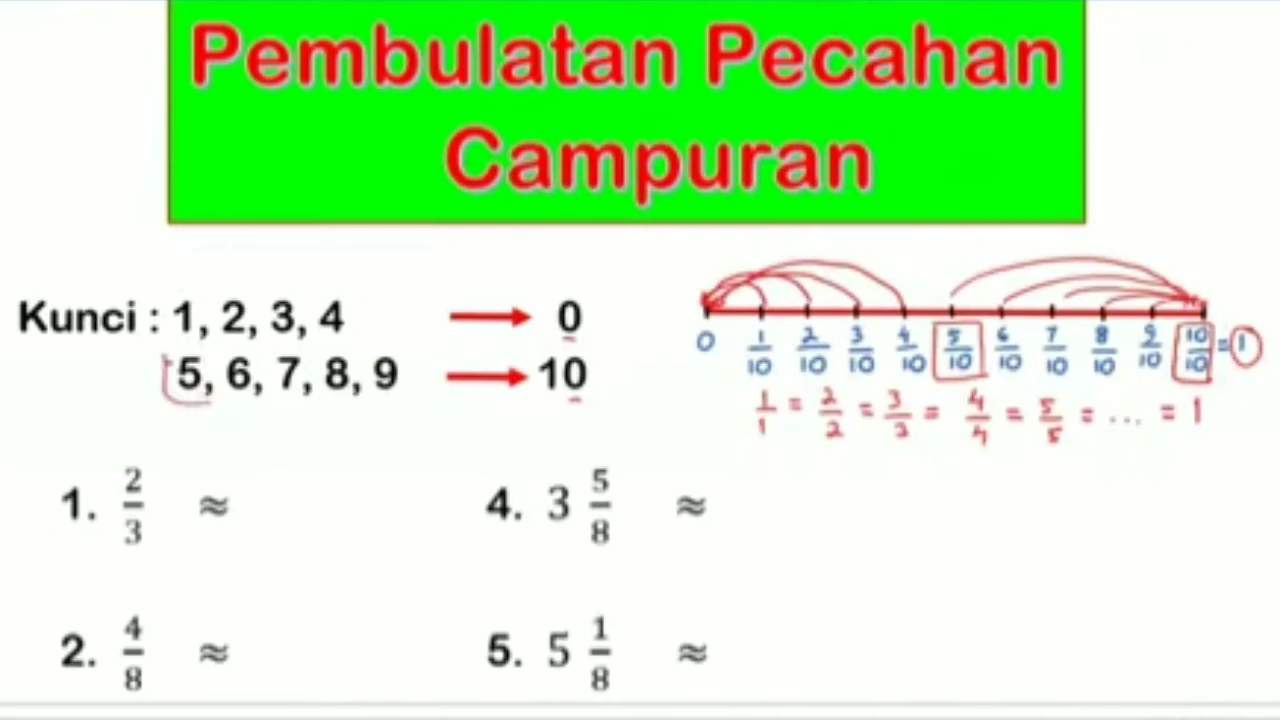 Pembulatan Pecahan
Campuran
Kunci : 1, 2, 3, 4 → 0
5, 6, 7, 8, 9 → 10
0 1/10 2/10 3/10 4/10 5/10 6/10 7/10 8/10 9/10 10/10 = 1
1/1 = 2/2 = 3/3 = 4/4 = 5/5 = ... = 1
1. 2/3 ≈
4. 3 5/8 ≈
2. 4/8 ≈
5. 5 1/8 ≈